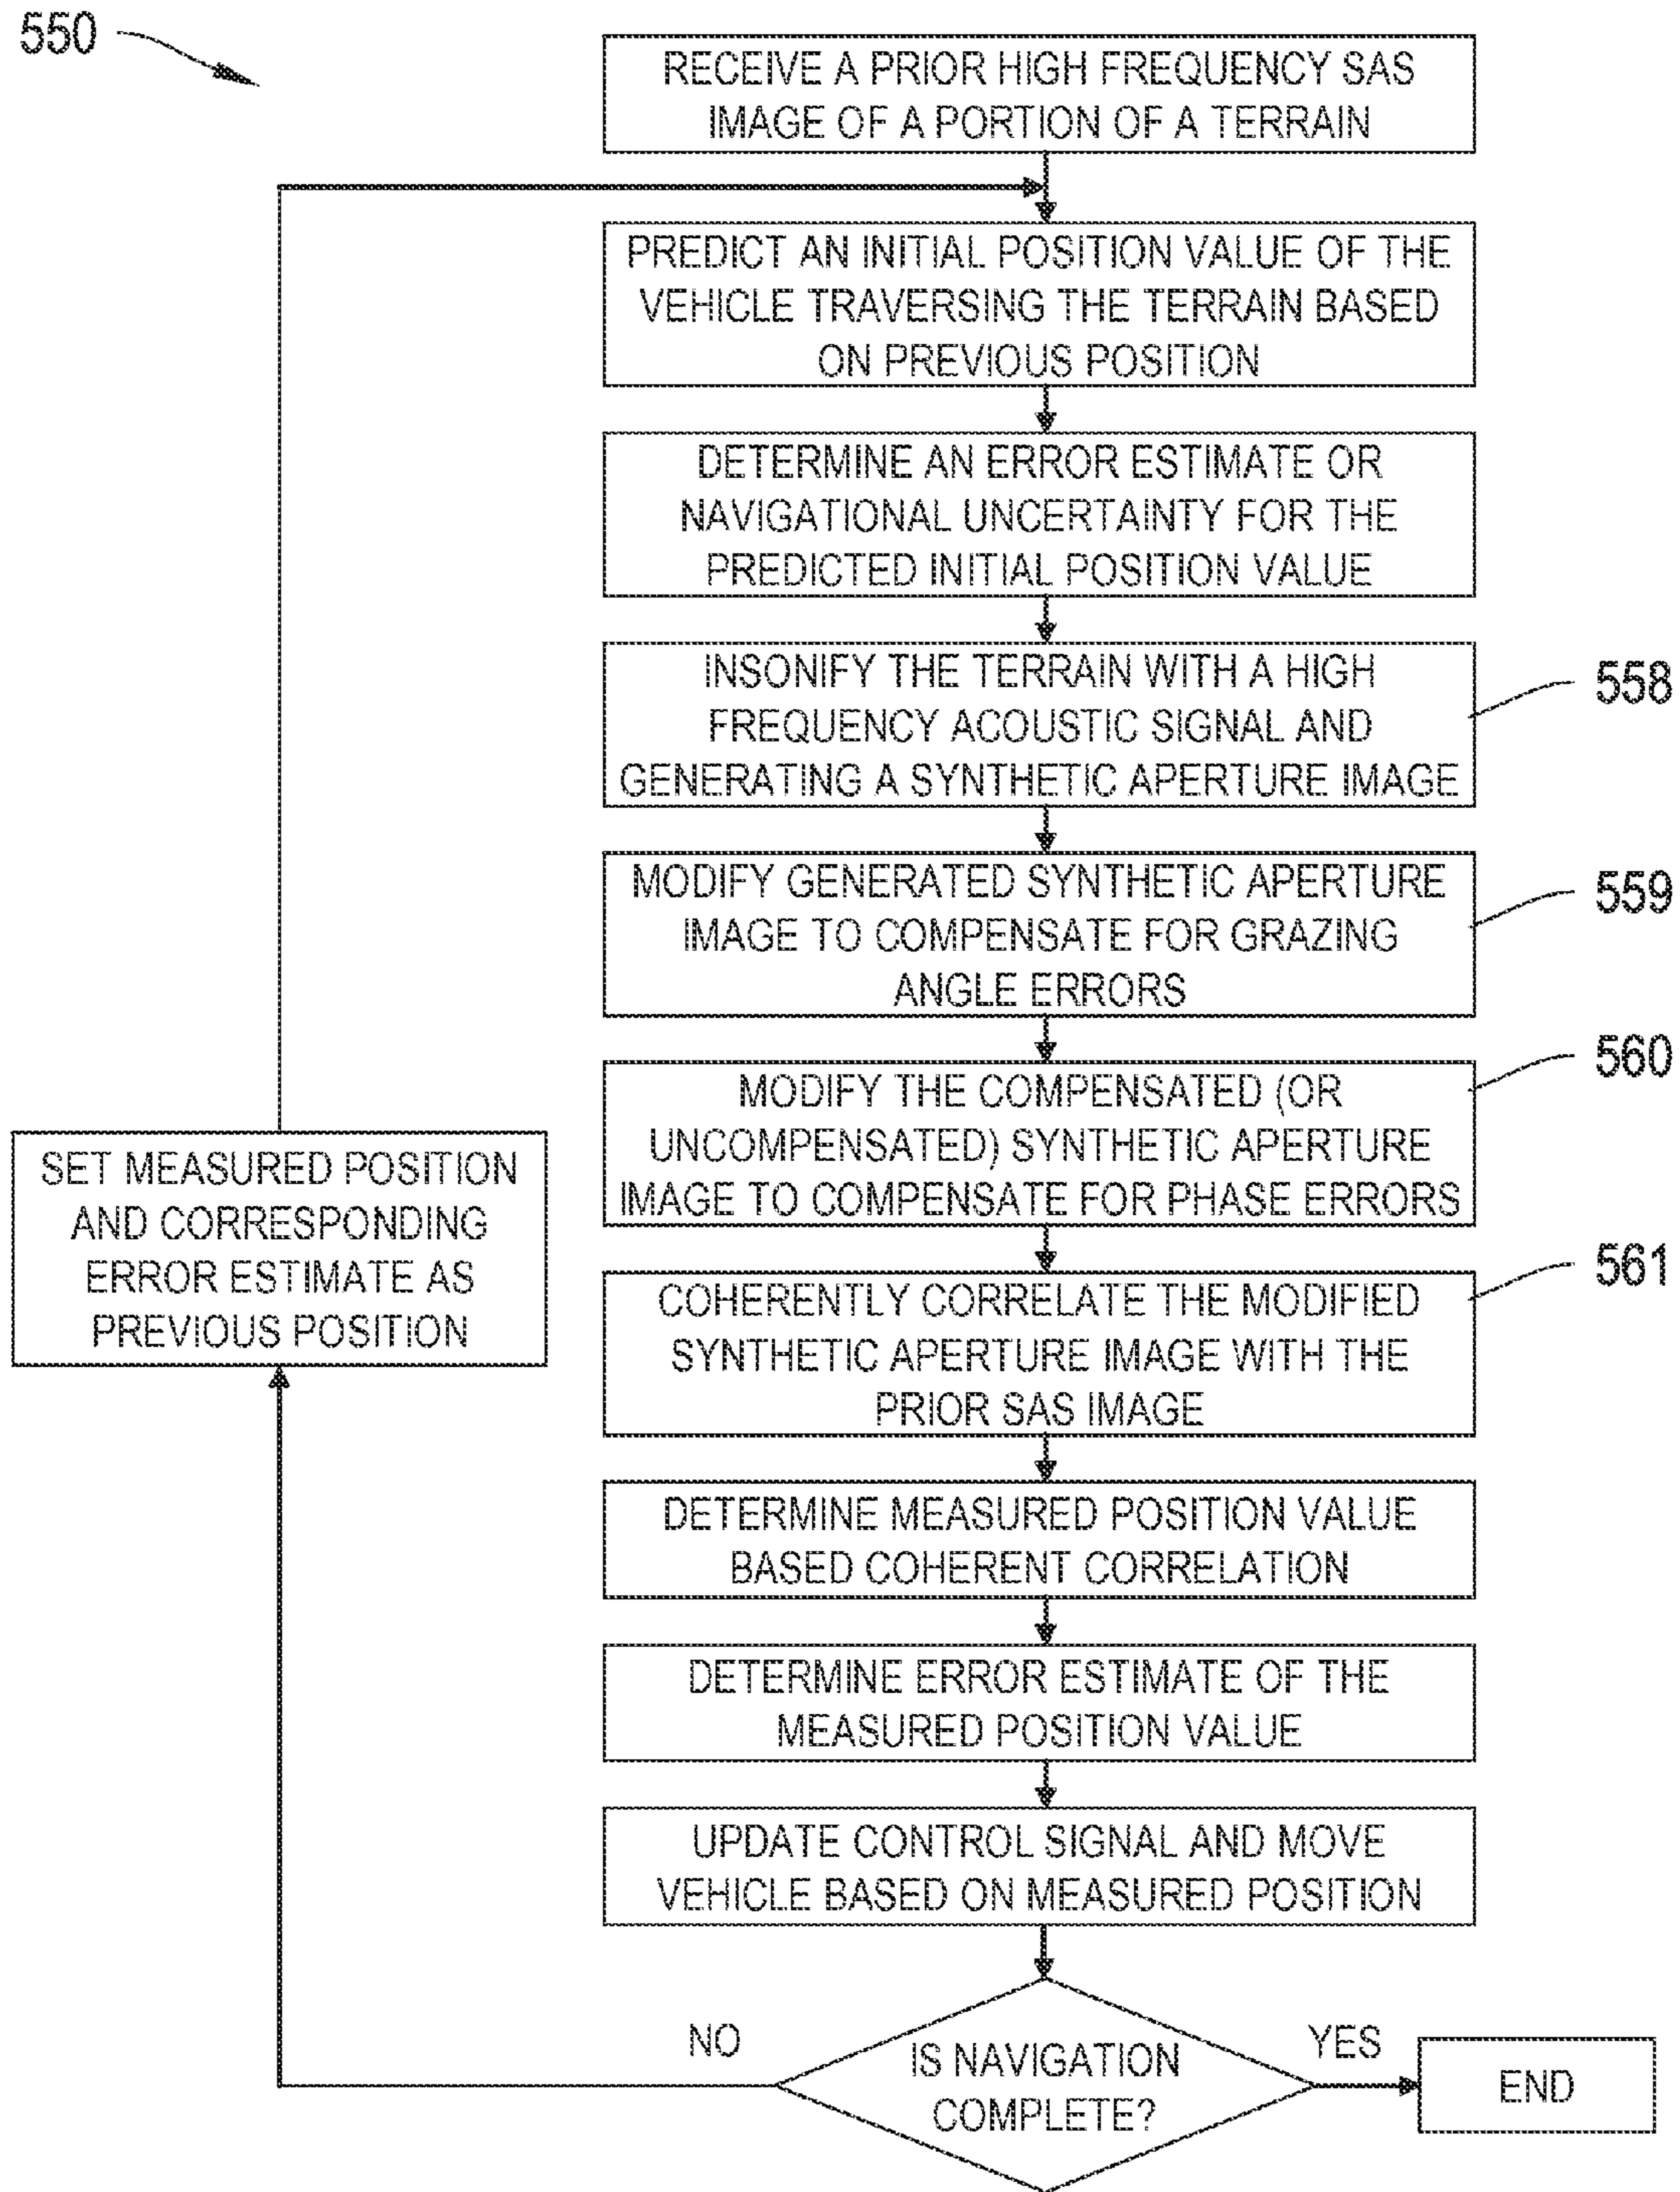 550
RECEIVE A PRIOR HIGH FREQUENCY SAS
IMAGE OF A PORTION OF A TERRAIN
PREDICT AN INITIAL POSITION VALUE OF THE
VEHICLE TRAVERSING THE TERRAIN BASED
ON PREVIOUS POSITION
DETERMINE AN ERROR ESTIMATE OR
NAVIGATIONAL UNCERTAINTY FOR THE
PREDICTED INITIAL POSITION VALUE
INSONIFY THE TERRAIN WITH A HIGH
FREQUENCY ACOUSTIC SIGNAL AND
GENERATING A SYNTHETIC APERTURE IMAGE
558
MODIFY GENERATED SYNTHETIC APERTURE
IMAGE TO COMPENSATE FOR GRAZING
ANGLE ERRORS
559
MODIFY THE COMPENSATED (OR
UNCOMPENSATED) SYNTHETIC APERTURE
IMAGE TO COMPENSATE FOR PHASE ERRORS
560
COHERENTLY CORRELATE THE MODIFIED
SYNTHETIC APERTURE IMAGE WITH THE
PRIOR SAS IMAGE
561
DETERMINE MEASURED POSITION VALUE
BASED COHERENT CORRELATION
DETERMINE ERROR ESTIMATE OF THE
MEASURED POSITION VALUE
UPDATE CONTROL SIGNAL AND MOVE
VEHICLE BASED ON MEASURED POSITION
IS NAVIGATION
COMPLETE?
YES
END
NO
SET MEASURED POSITION
AND CORRESPONDING
ERROR ESTIMATE AS
PREVIOUS POSITION